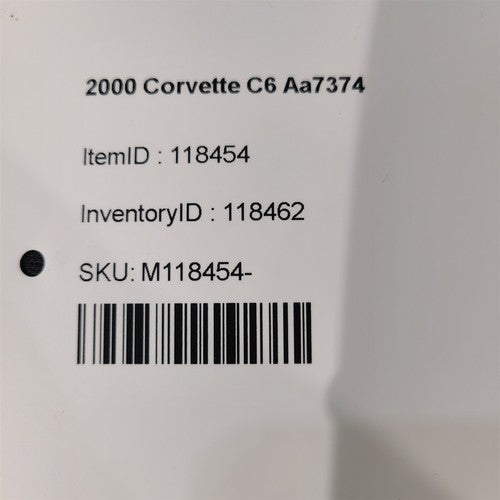 2000 Corvette C6 Aa7374
ItemID : 118454
InventoryID : 118462
SKU: M118454-